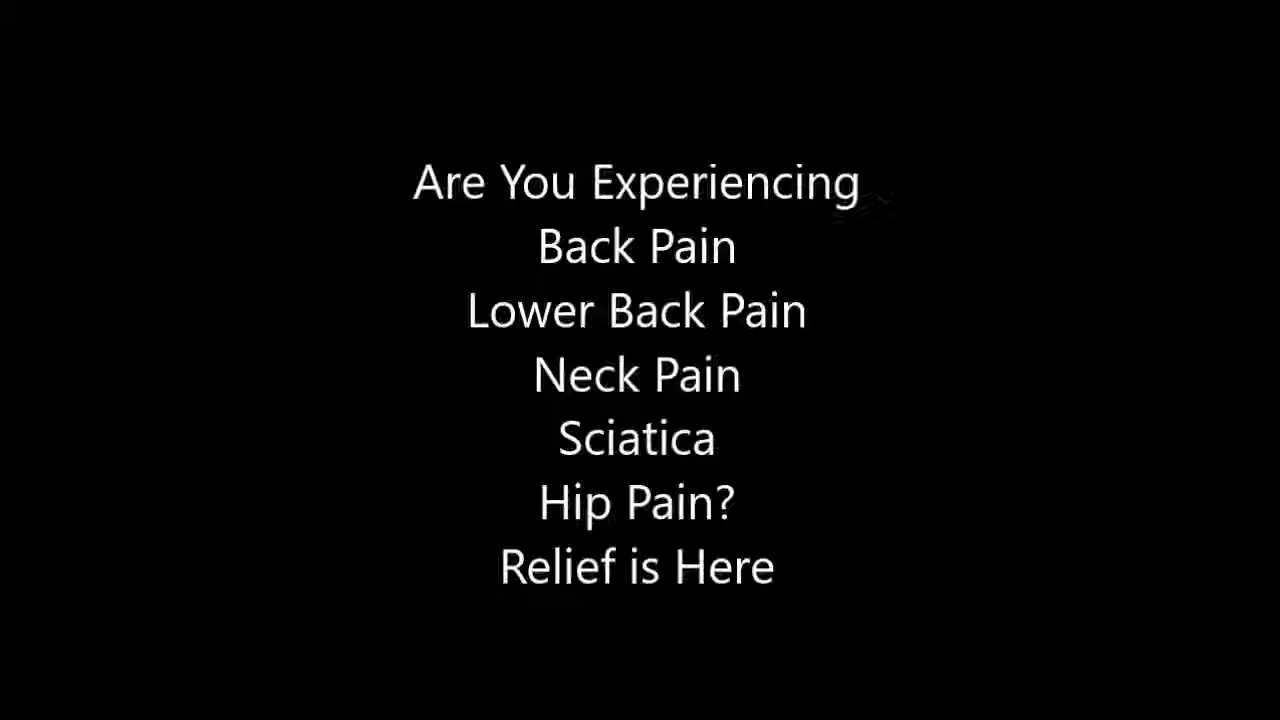 Are You Experiencing
Back Pain
Lower Back Pain
Neck Pain
Sciatica
Hip Pain?
Relief is Here